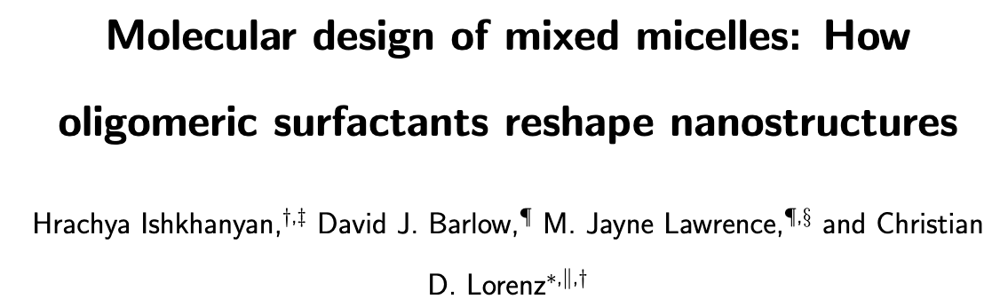 Molecular design of mixed micelles: How
oligomeric surfactants reshape nanostructures
Hrachya Ishkhanyan,†,‡ David J. Barlow,¶ M. Jayne Lawrence,¶,§ and Christian
D. Lorenz*,∥,†